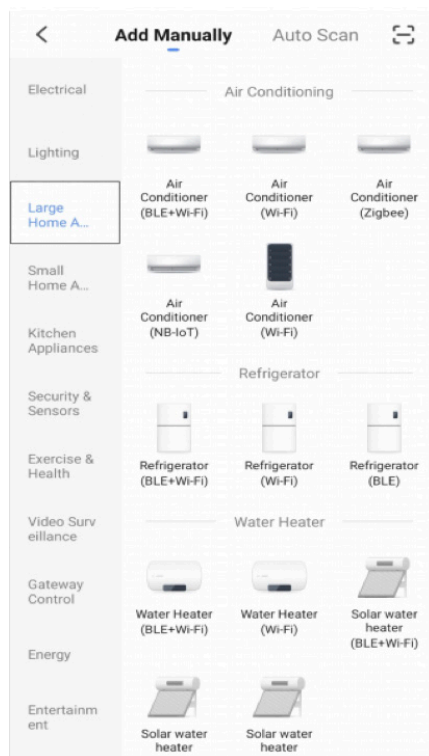 Add Manually Auto Scan
Electrical
Lighting
Large
Home A...
Small
Home A...
Kitchen
Appliances
Security &
Sensors
Exercise &
Health
Video Surv
eillance
Gateway
Control
Energy
Entertainm
ent
Air Conditioning
Air
Conditioner
(BLE+Wi-Fi)
Air
Conditioner
(Wi-Fi)
Air
Conditioner
(Zigbee)
Air
Conditioner
(NB-IoT)
Air
Conditioner
(Wi-Fi)
Refrigerator
Refrigerator
(BLE+Wi-Fi)
Refrigerator
(Wi-Fi)
Refrigerator
(BLE)
Water Heater
Water Heater
(BLE+Wi-Fi)
Water Heater
(Wi-Fi)
Solar water
heater
(BLE+Wi-Fi)
Solar water
heater
Solar water
heater